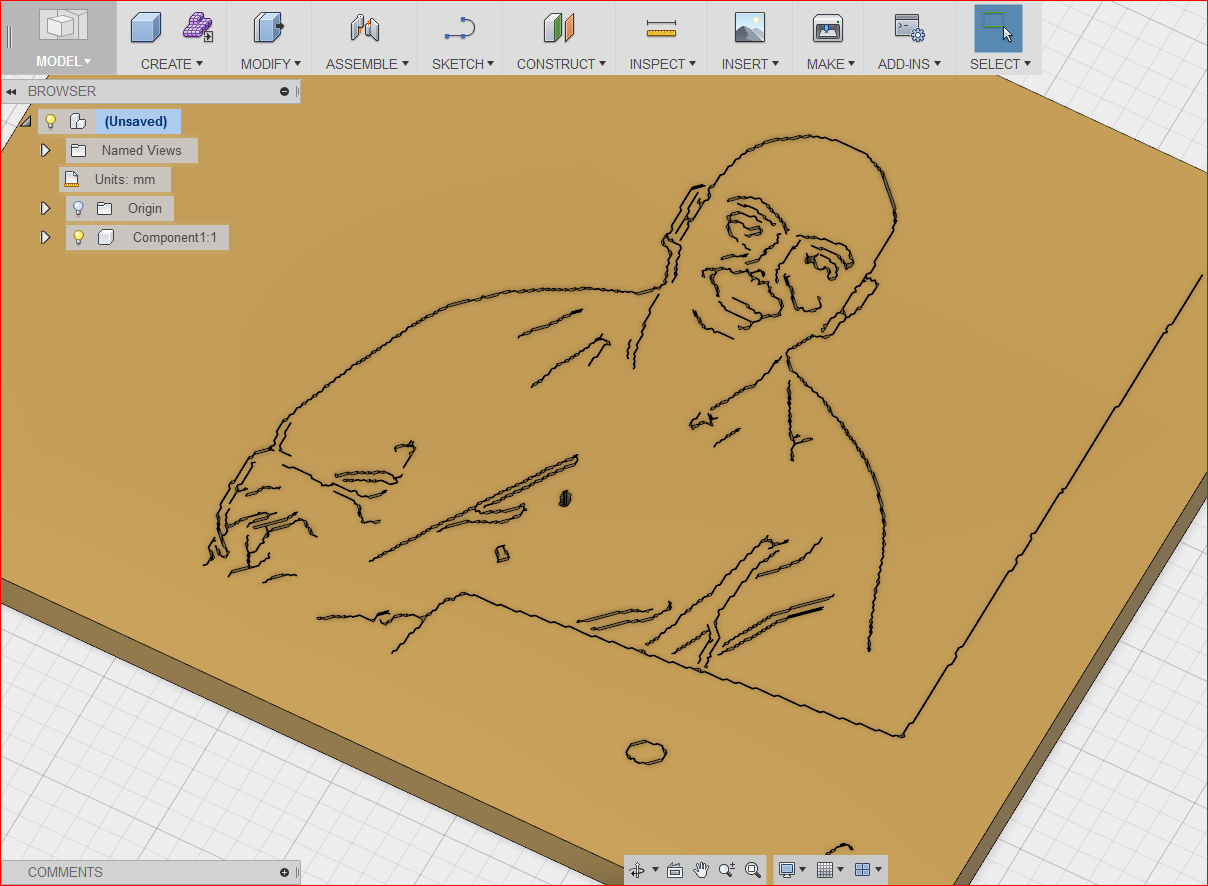 MODEL
CREATE
MODIFY
ASSEMBLE
SKETCH
CONSTRUCT
INSPECT
INSERT
MAKE
ADD-INS
SELECT
BROWSER
(Unsaved)
Named Views
Units: mm
Origin
Component1:1
COMMENTS